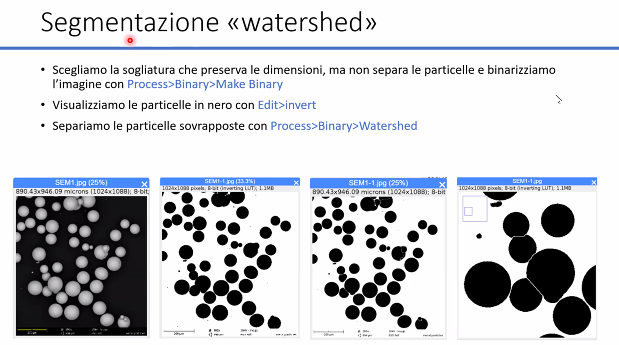 Segmentazione «watershed»
• Scegliamo la sogliatura che preserva le dimensioni, ma non separa le particelle e binarizziamo
l'imagine con Process>Binary>Make Binary
• Visualizziamo le particelle in nero con Edit>invert
• Separiamo le particelle sovrapposte con Process>Binary>Watershed
SEM1.jpg (25%)
890.43x946.09 microns (1024x1088); 8-bit;
SEM1-1.jpg (33.3%)
1024x1088 pixels; 8-bit (inverting LUT); 1.1MB
SEM1-1.jpg (25%)
890.43x946.09 microns (1024x1088); 8-bit
SEM1-1.jpg
1024x1088 pixels; 8-bit (inverting LUT); 1.1MB